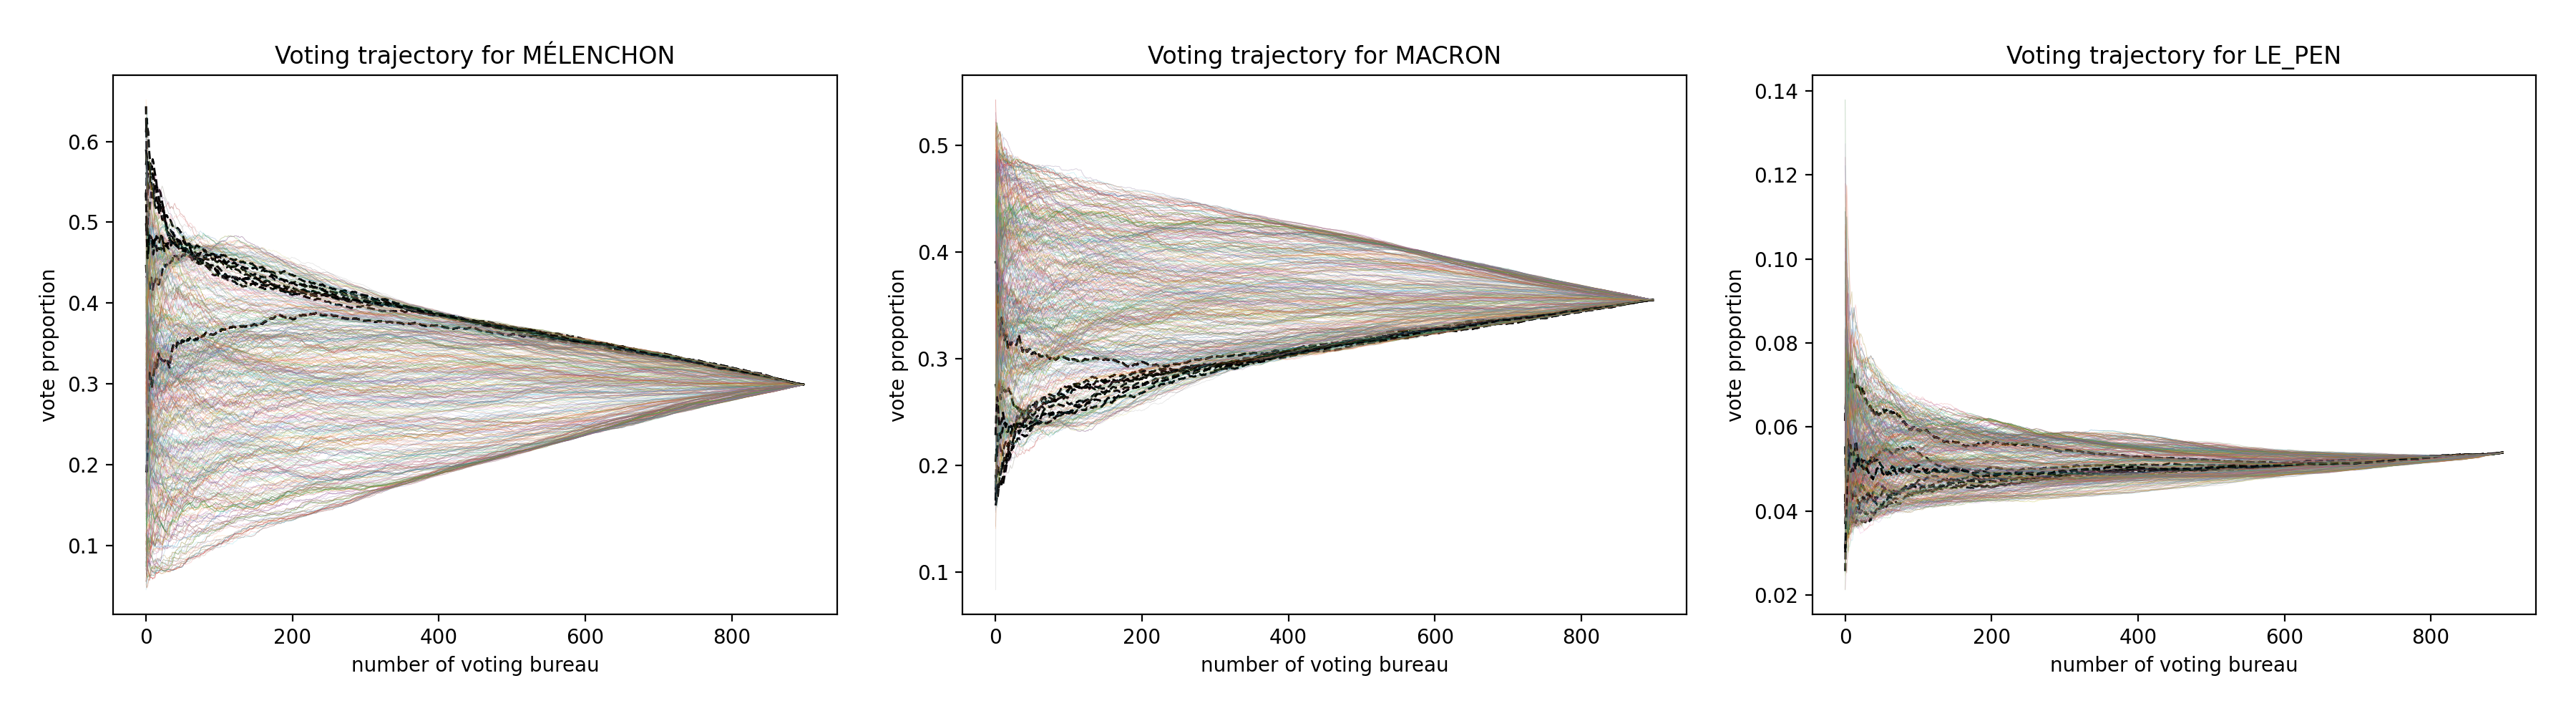 Voting trajectory for MÉLENCHON
vote proportion
0.6
0.5
0.4
0.3
0.2
0.1
0 200 400 600 800
number of voting bureau
Voting trajectory for MACRON
vote proportion
0.5
0.4
0.3
0.2
0.1
0 200 400 600 800
number of voting bureau
Voting trajectory for LE_PEN
vote proportion
0.14
0.12
0.10
0.08
0.06
0.04
0.02
0 200 400 600 800
number of voting bureau